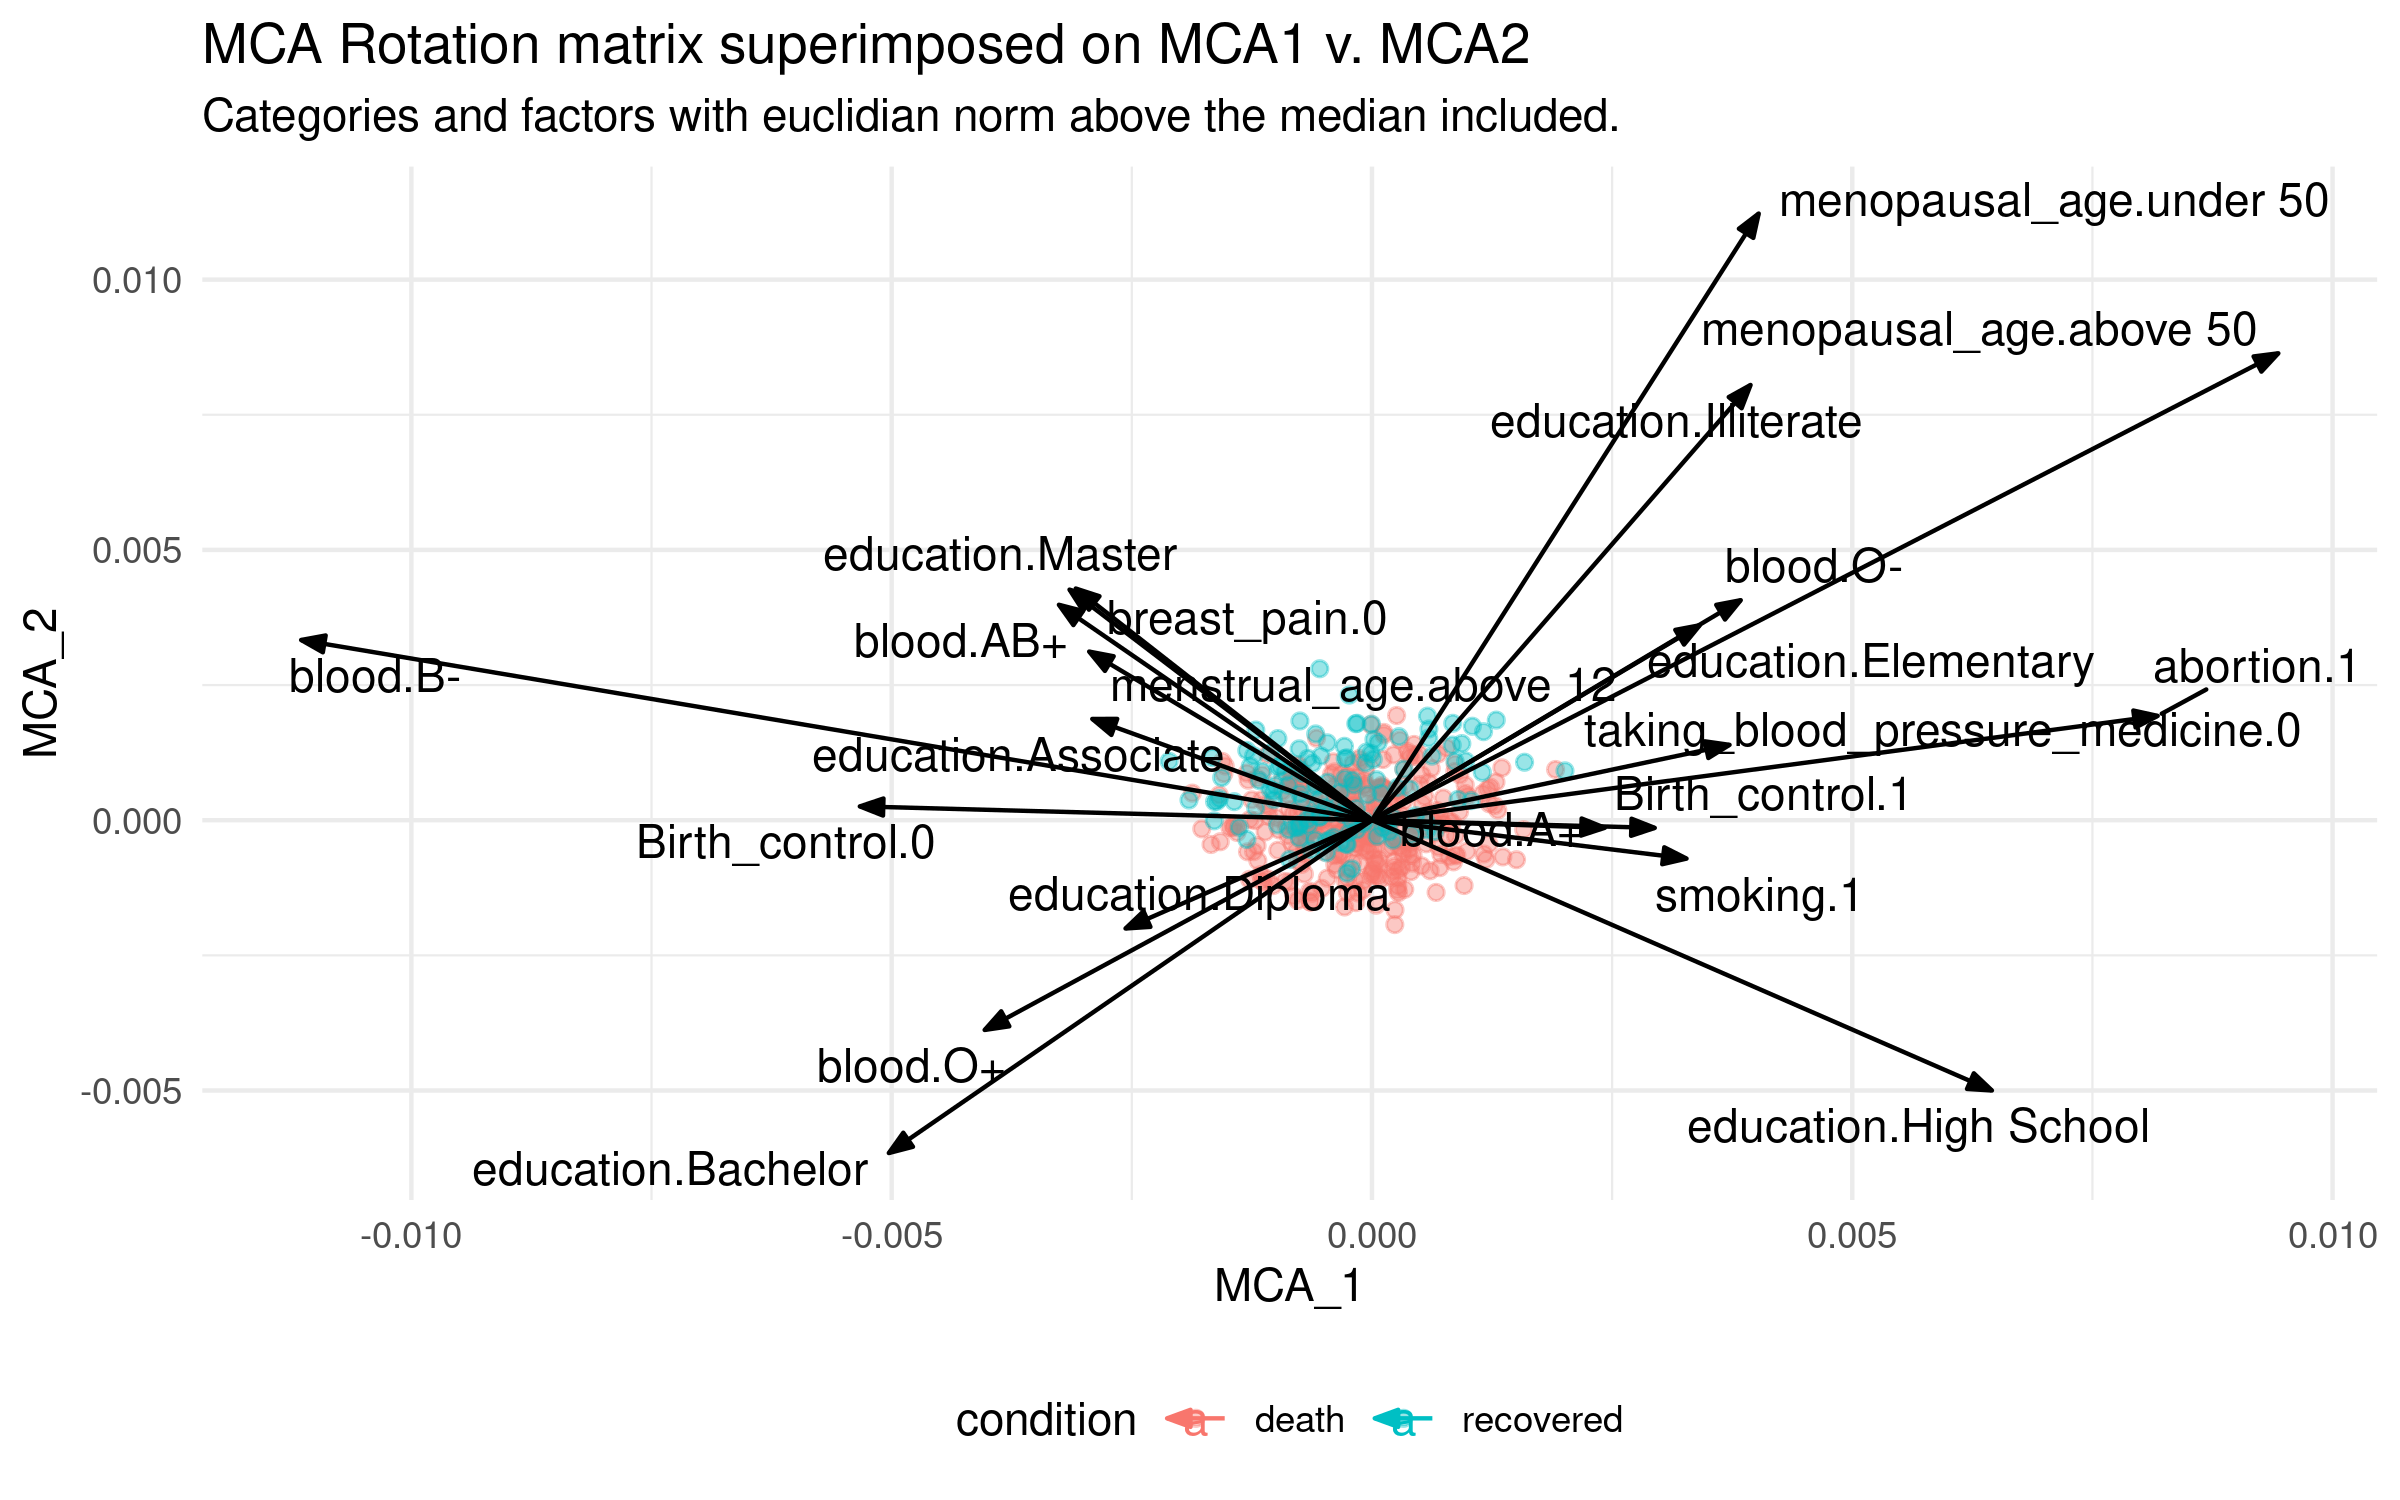 MCA Rotation matrix superimposed on MCA1 v. MCA2
Categories and factors with euclidian norm above the median included.
menopausal_age.under 50
0.010
menopausal_age.above 50
education.Illiterate
0.005
education.Master
blood.O-
breast_pain.0
blood.AB+
education.Elementary
abortion.1
blood.B-
menstrual_age.above 12
MCA_2
taking_blood_pressure_medicine.0
education.Associate
Birth_control.1
0.000
blood.A+
Birth_control.0
education.Diploma
smoking.1
blood.O+
-0.005
education.High School
education.Bachelor
-0.010
-0.005
0.000
0.005
0.010
MCA_1
condition
a
death
a
recovered